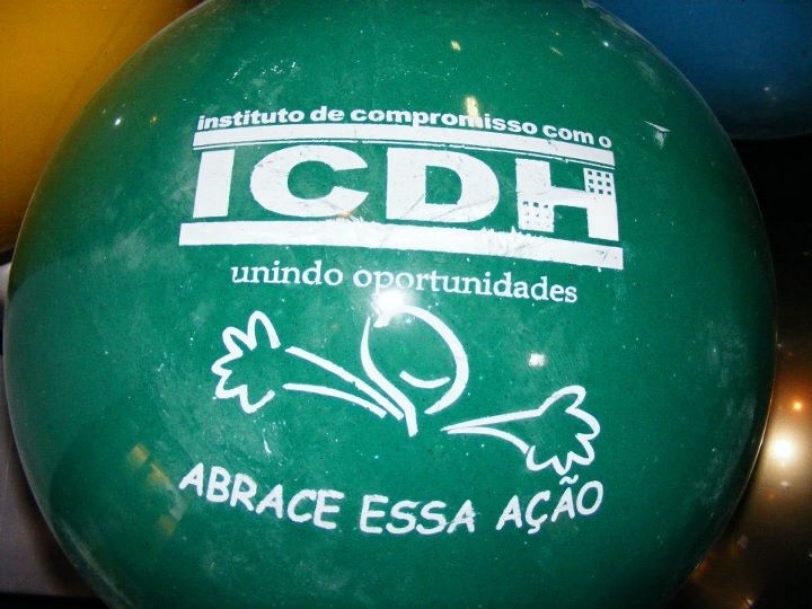 instituto de compromisso com o
ICDH
unindo oportunidades
ABRACE ESSA AÇÃO